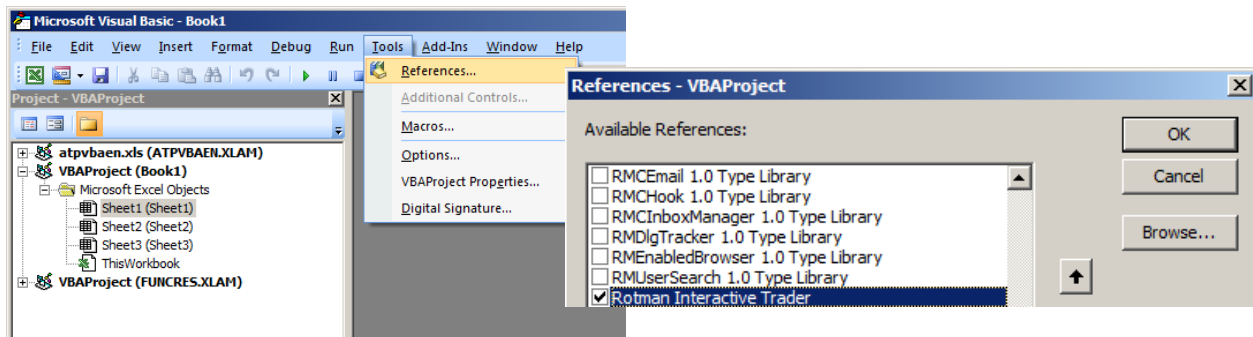 Microsoft Visual Basic - Book1
File Edit View Insert Format Debug Run Tools Add-Ins Window Help
Project - VBAProject
atpvbaen.xls (ATPVBAEN.XLAM)
VBAProject (Book1)
Microsoft Excel Objects
Sheet1 (Sheet1)
Sheet2 (Sheet2)
Sheet3 (Sheet3)
ThisWorkbook
VBAProject (FUNCRES.XLAM)
References...
Additional Controls...
Macros...
Options...
VBAProject Properties...
Digital Signature...
References - VBAProject
Available References:
RMCEmail 1.0 Type Library
RMCHook 1.0 Type Library
RMCInboxManager 1.0 Type Library
RMDlgTracker 1.0 Type Library
RMEnabledBrowser 1.0 Type Library
RMUserSearch 1.0 Type Library
Rotman Interactive Trader
OK
Cancel
Browse...